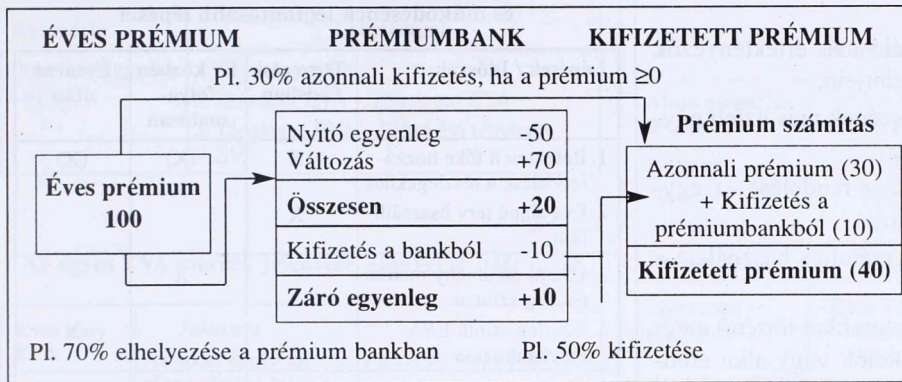 ÉVES PRÉMIUM PRÉMIUMBANK KIFIZETETT PRÉMIUM
Pl. 30% azonnali kifizetés ha a prémium ≥0
Éves prémium
100
Nyitó egyenleg -50
Változás +70
Összesen +20
Kifizetés a bankból -10
Záró egyenleg +10
Prémium számítás
Azonnali prémium (30)
+ Kifizetés a
prémiumbankból (10)
Kifizetett prémium (40)
Pl. 70% elhelyezése a prémium bankban Pl. 50% kifizetése